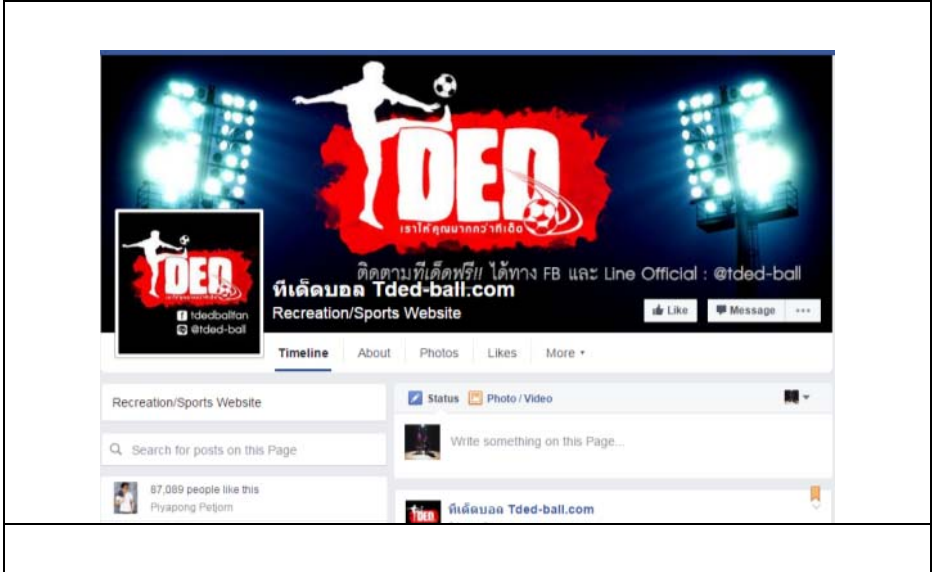 TDED
เราให้คุณมากกว่าทีเด็ด
ติดตามทีเด็ดฟรี!! ได้ทาง FB และ Line Official : @tded-ball
TDED
tdedballfan
@tded-ball
ทีเด็ดบอล Tded-ball.com
Recreation/Sports Website
Like
Message
Timeline About Photos Likes More
Recreation/Sports Website
Search for posts on this Page
87,089 people like this
Piyapong Petjorn
Status Photo / Video
Write something on this Page...
TDED
ทีเด็ดบอล Tded-ball.com